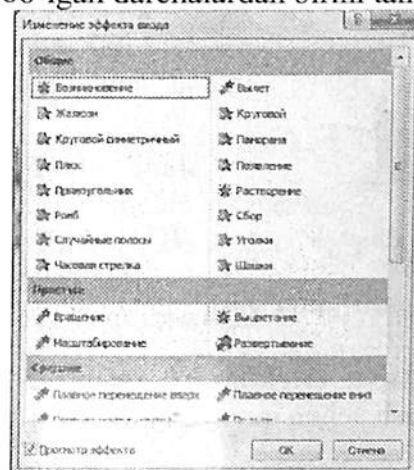 darchalardan birini
Изменение эффекта входа
Общие
Возникновение Вылет
Жалюзи Круговой
Круговой симметричный Панорама
Плюс Появление
Прямоугольник Растворение
Ромб Сбор
Случайные полосы Уголки
Часовая стрелка Шашки
Простые
Вращение Выцветание
Масштабирование Развертывание
Средние
Плавное перемещение вверх Плавное перемещение вниз
Просмотр эффекта ОК Отмена